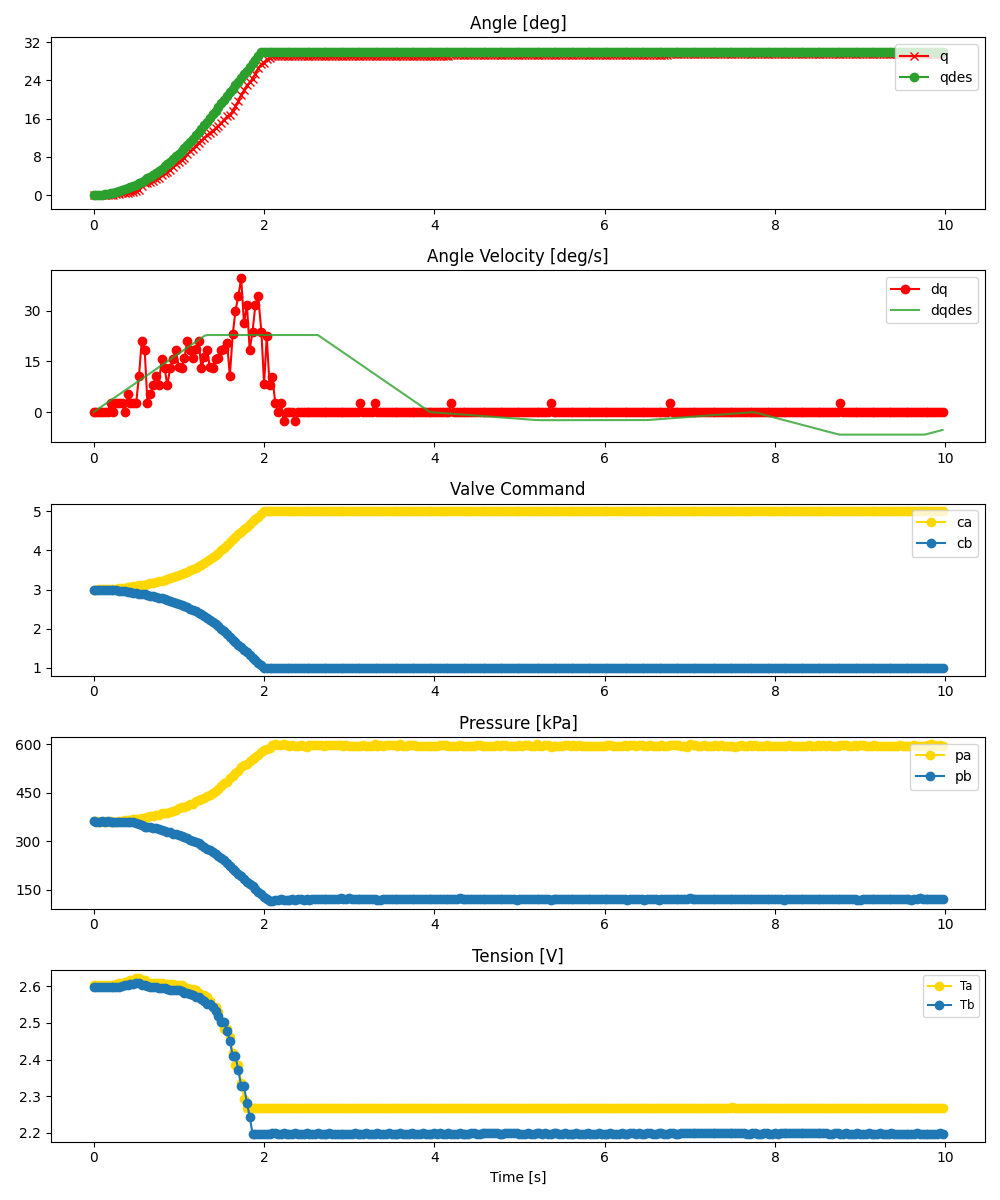 Angle [deg]
32
24
16
8
0
q
qdes
0 2 4 6 8 10
Angle Velocity [deg/s]
30
15
0
dq
dqdes
0 2 4 6 8 10
Valve Command
5
4
3
2
1
ca
cb
0 2 4 6 8 10
Pressure [kPa]
600
450
300
150
pa
pb
0 2 4 6 8 10
Tension [V]
2.6
2.5
2.4
2.3
2.2
Ta
Tb
0 2 4 6 8 10
Time [s]